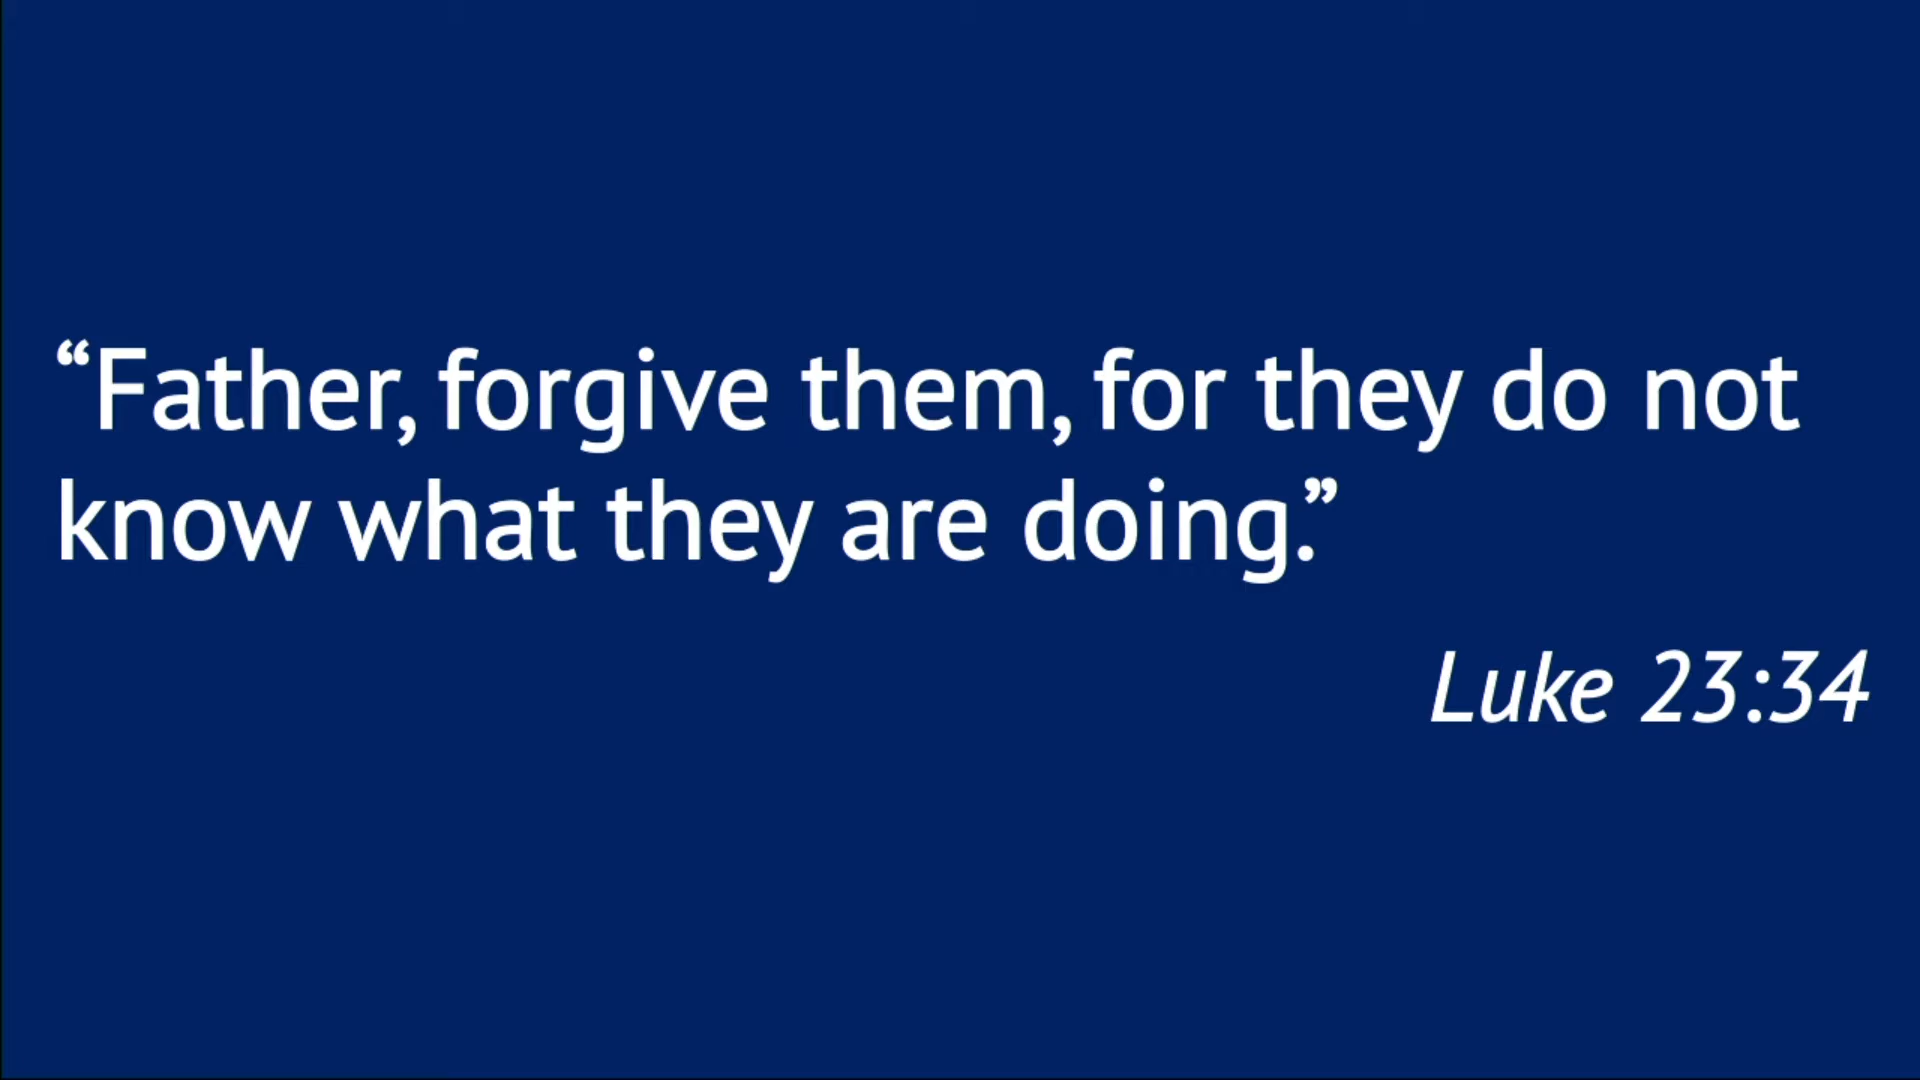 “Father, forgive them, for they do not
know what they are doing.”
Luke 23:34